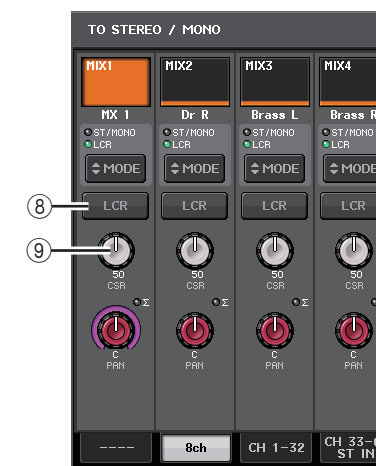 TO STEREO / MONO
MIX1 MIX2 MIX3 MIX4
MX 1 Dr R Brass L Brass R
ST/MONO ST/MONO ST/MONO ST/MONO
LCR LCR LCR LCR
MODE MODE MODE MODE
⑧ LCR LCR LCR LCR
⑨
50 50 50 50
CSR CSR CSR CSR
Σ Σ Σ
C C C C
PAN PAN PAN PAN
---- 8ch CH 1-32 CH 33-
ST IN